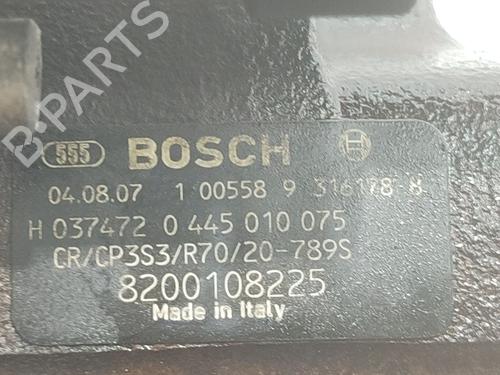 B-PARTS
555 BOSCH
04.08.07 1 00558 9 316178-8
H 037472 0 445 010 075
CR/CP3S3/R70/20-789S
8200108225
Made in Italy